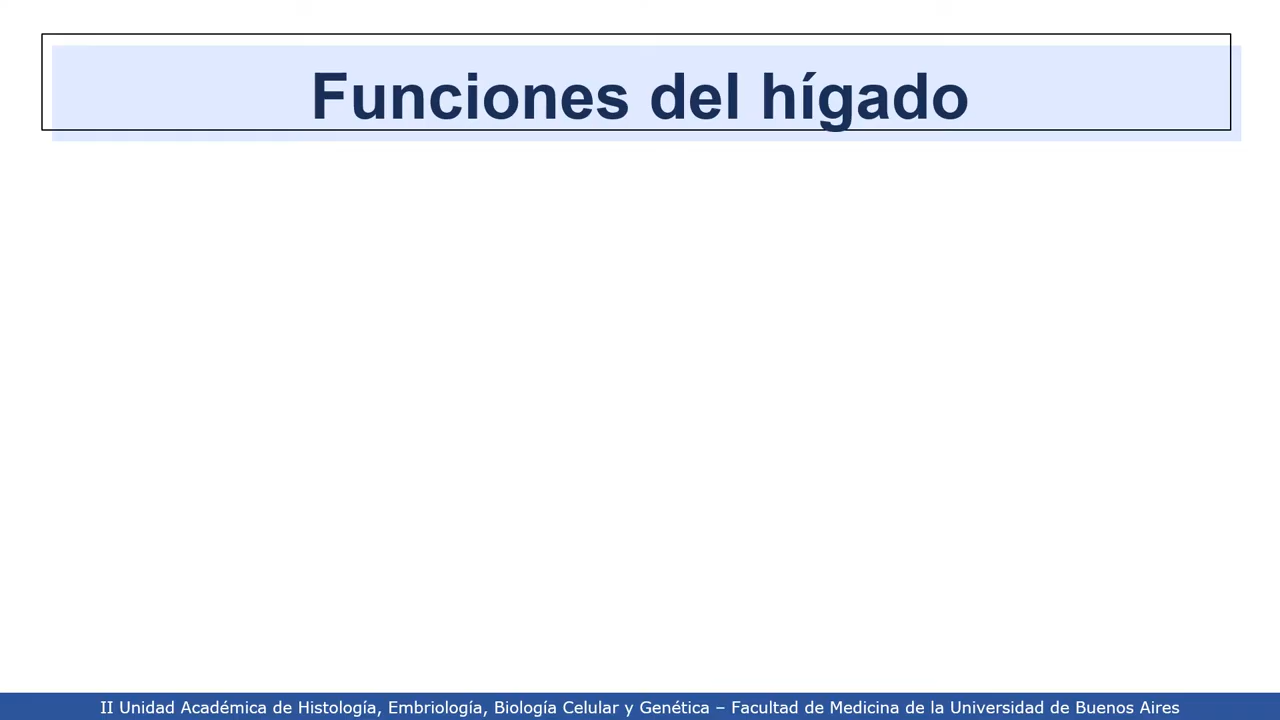 Funciones del hígado
II Unidad Académica de Histología, Embriología, Biología Celular y Genética – Facultad de Medicina de la Universidad de Buenos Aires